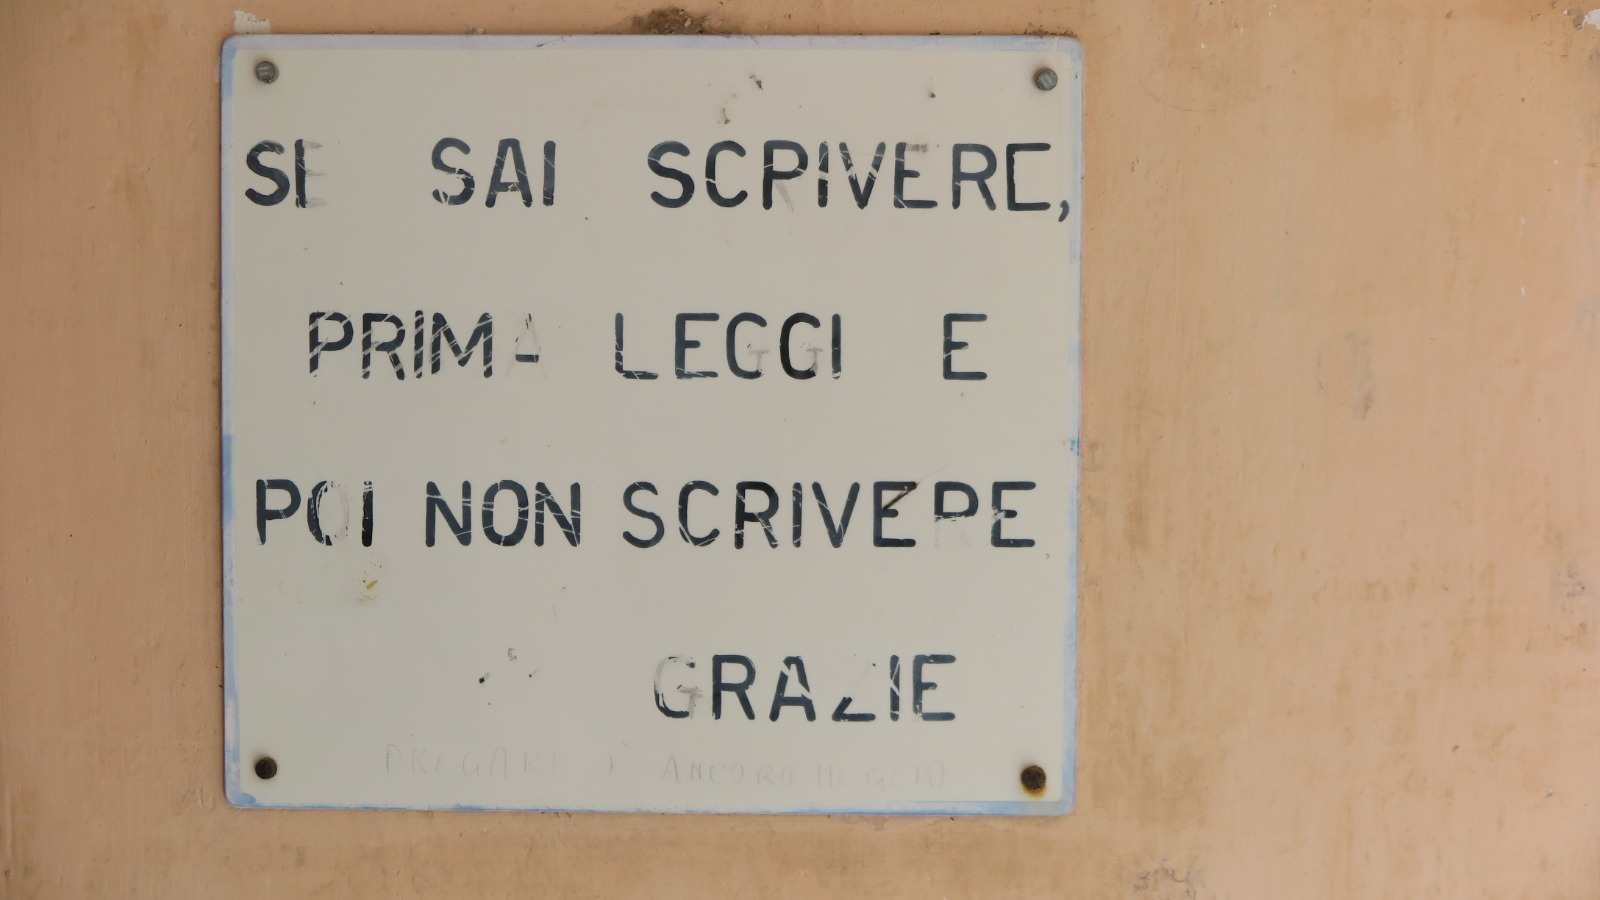 SE SAI SCRIVERE,
PRIMA LEGGI E
POI NON SCRIVERE
GRAZIE
PREGARE È ANCORA MEGLIO